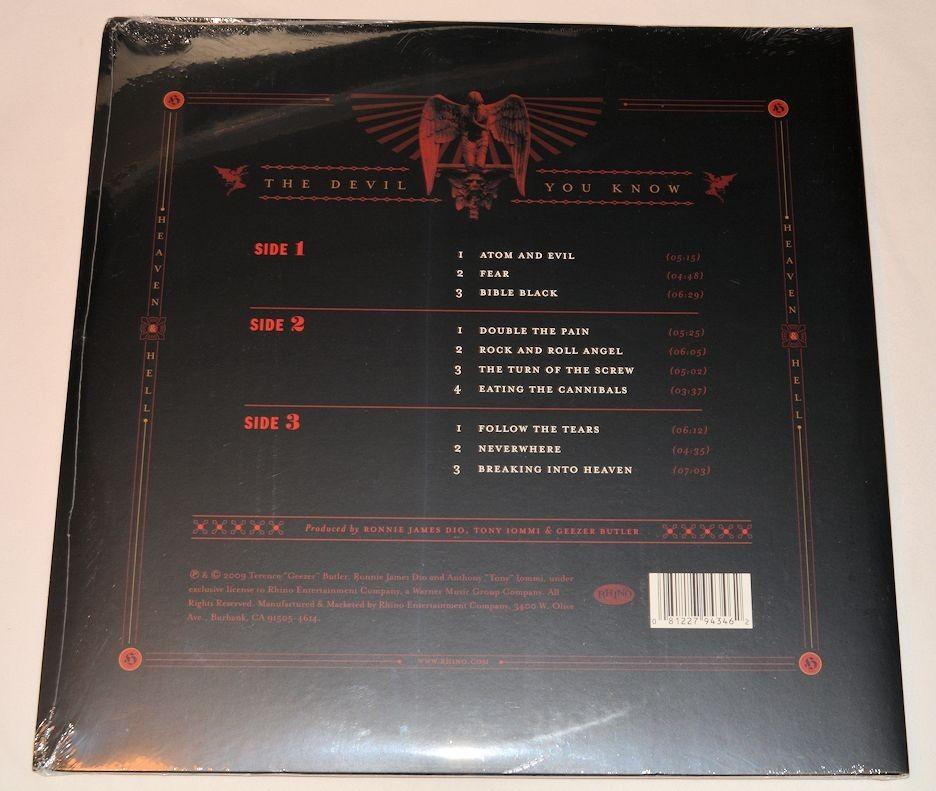 THE DEVIL YOU KNOW
HEAVEN & HELL
HEAVEN & HELL
SIDE 1
1 ATOM AND EVIL (05:15)
2 FEAR (04:48)
3 BIBLE BLACK (06:29)
SIDE 2
1 DOUBLE THE PAIN (05:25)
2 ROCK AND ROLL ANGEL (06:05)
3 THE TURN OF THE SCREW (05:02)
4 EATING THE CANNIBALS (03:37)
SIDE 3
1 FOLLOW THE TEARS (06:12)
2 NEVERWHERE (04:35)
3 BREAKING INTO HEAVEN (07:03)
Produced by RONNIE JAMES DIO, TONY IOMMI & GEEZER BUTLER
℗ & © 2009 Terence "Geezer" Butler, Ronnie James Dio and Anthony "Tony" Iommi, under
exclusive license to Rhino Entertainment Company, a Warner Music Group Company. All
Rights Reserved. Manufactured & Marketed by Rhino Entertainment Company, 3400 W. Olive
Ave., Burbank, CA 91505-4614.
RHINO
0 81227 94346 2
WWW.RHINO.COM